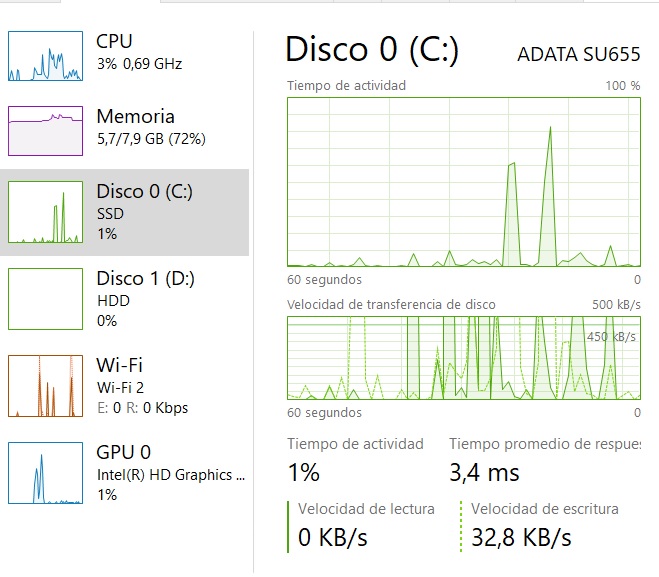 CPU
3% 0,69 GHz
Memoria
5,7/7,9 GB (72%)
Disco 0 (C:)
SSD
1%
Disco 1 (D:)
HDD
0%
Wi-Fi
Wi-Fi 2
E: 0 R: 0 Kbps
GPU 0
Intel(R) HD Graphics ...
1%
Disco 0 (C:)
ADATA SU655
Tiempo de actividad
100 %
60 segundos
0
Velocidad de transferencia de disco
500 kB/s
450 kB/s
60 segundos
0
Tiempo de actividad
1%
Tiempo promedio de respue
3,4 ms
Velocidad de lectura
0 KB/s
Velocidad de escritura
32,8 KB/s